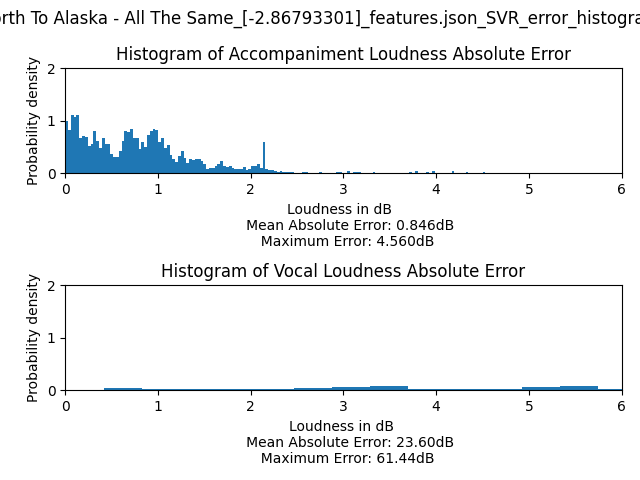 rth To Alaska - All The Same_[-2.86793301]_features.json_SVR_error_histogra
Histogram of Accompaniment Loudness Absolute Error
Probability density
2
1
0
0 1 2 3 4 5 6
Loudness in dB
Mean Absolute Error: 0.846dB
Maximum Error: 4.560dB
Histogram of Vocal Loudness Absolute Error
Probability density
2
1
0
0 1 2 3 4 5 6
Loudness in dB
Mean Absolute Error: 23.60dB
Maximum Error: 61.44dB